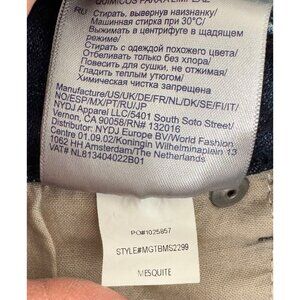 QUIMICOS PARA
RU
Стирать, вывернув наизнанку/
Машинная стирка при 30°C/
Выжимать в центрифуге в щадящем
режиме/
Стирать с одеждой похожего цвета/
Отбеливать только без хлора/
Повесить для сушки, не отжимая/
Гладить теплым утюгом/
Химическая чистка запрещена
Manufacture/US/UK/DE/FR/NL/DK/SE/FI/IT/
NO/ESP/MX/PT/RU/JP
NYDJ Apparel LLC/5401 South Soto Street/
Vernon, CA 90058/RN# 132016
Distributor: NYDJ Europe BV/World Fashion
Centre 01.09.02/Koningin Wilhelminaplein 13
1062 HH Amsterdam/The Netherlands
VAT# NL813404022B01
PO#1025857
STYLE#MGTBMS2299
MESQUITE